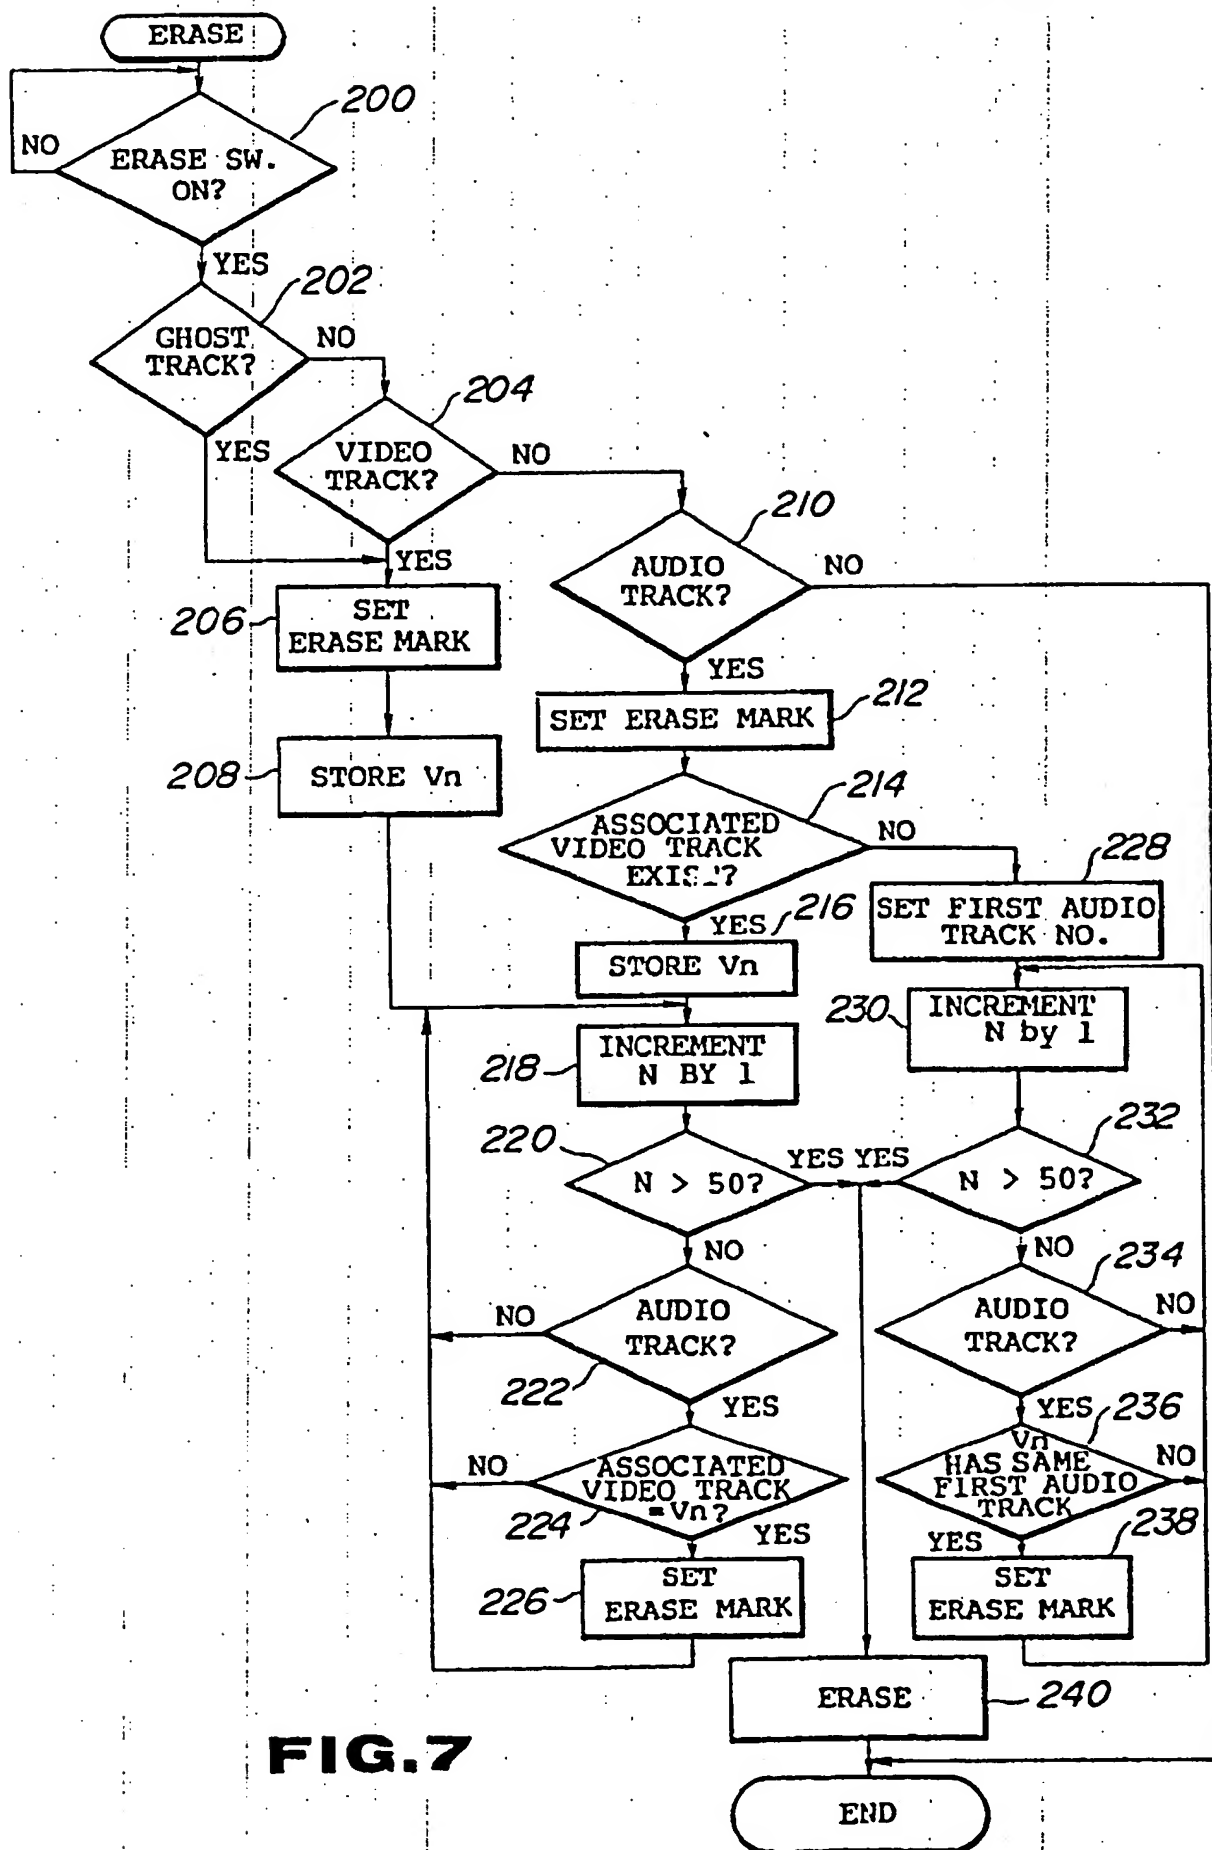 ERASE
200
NO
ERASE SW.
ON?
YES
202
GHOST
TRACK?
NO
204
YES
VIDEO
TRACK?
NO
210
YES
AUDIO
TRACK?
NO
206
SET
ERASE MARK
YES
212
SET ERASE MARK
208
STORE Vn
214
ASSOCIATED
VIDEO TRACK
NO
228
YES
216
SET FIRST AUDIO
TRACK NO.
STORE Vn
230
INCREMENT
N by 1
218
INCREMENT
N BY 1
220
232
YES YES
N > 50?
N > 50?
NO
NO
234
NO
AUDIO
TRACK?
AUDIO
TRACK?
NO
222
YES
YES
236
NO
ASSOCIATED
VIDEO TRACK
=Vn?
Vn
HAS SAME
FIRST AUDIO
TRACK
NO
224
YES
YES
238
226
SET
ERASE MARK
SET
ERASE MARK
ERASE
240
FIG.7
END